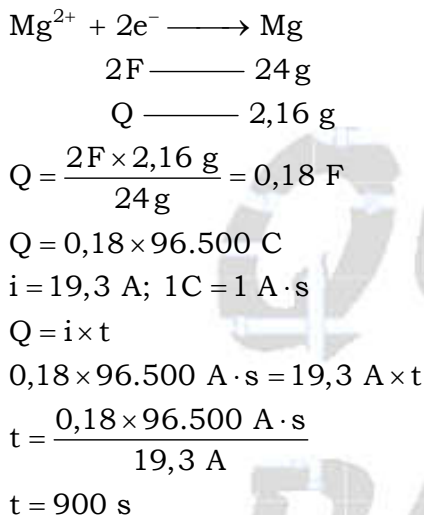 Mg²⁺ + 2e⁻ ⟶ Mg
2F ——— 24 g
Q ——— 2,16 g
Q = 2F × 2,16 g / 24 g = 0,18 F
Q = 0,18 × 96.500 C
i = 19,3 A; 1C = 1 A · s
Q = i × t
0,18 × 96.500 A · s = 19,3 A × t
t = 0,18 × 96.500 A · s / 19,3 A
t = 900 s